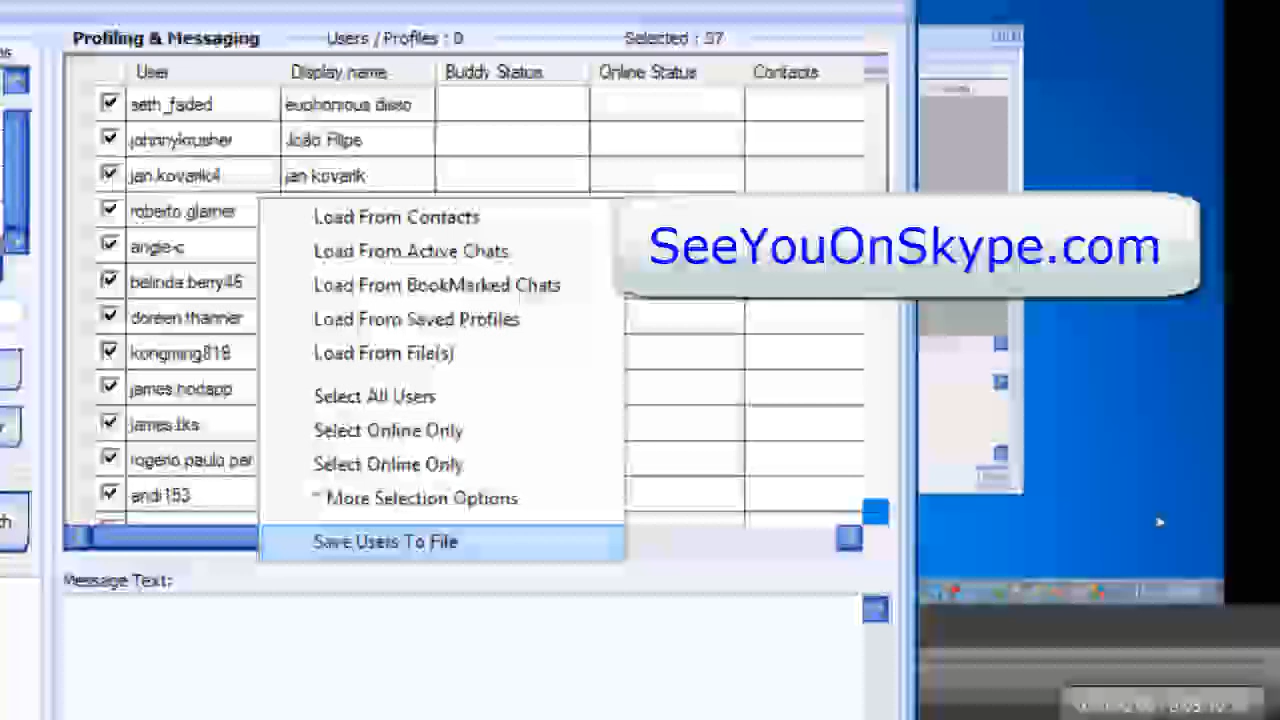 Profiling & Messaging Users / Profiles : 0 Selected : 57
User Display name Buddy Status Online Status Contacts
seth_faded euphonious disso
johnnykrusher João Filipe
jan.kovarik4 jan kovarik
roberto.glamer
angie-c
belinda.berry46
doreen.thanner
kongming818
james.hodapp
james.tks
rogerio.paulo.per
andi153
Load From Contacts
Load From Active Chats
Load From BookMarked Chats
Load From Saved Profiles
Load From File(s)
Select All Users
Select Online Only
Select Online Only
More Selection Options
Save Users To File
SeeYouOnSkype.com
Message Text: